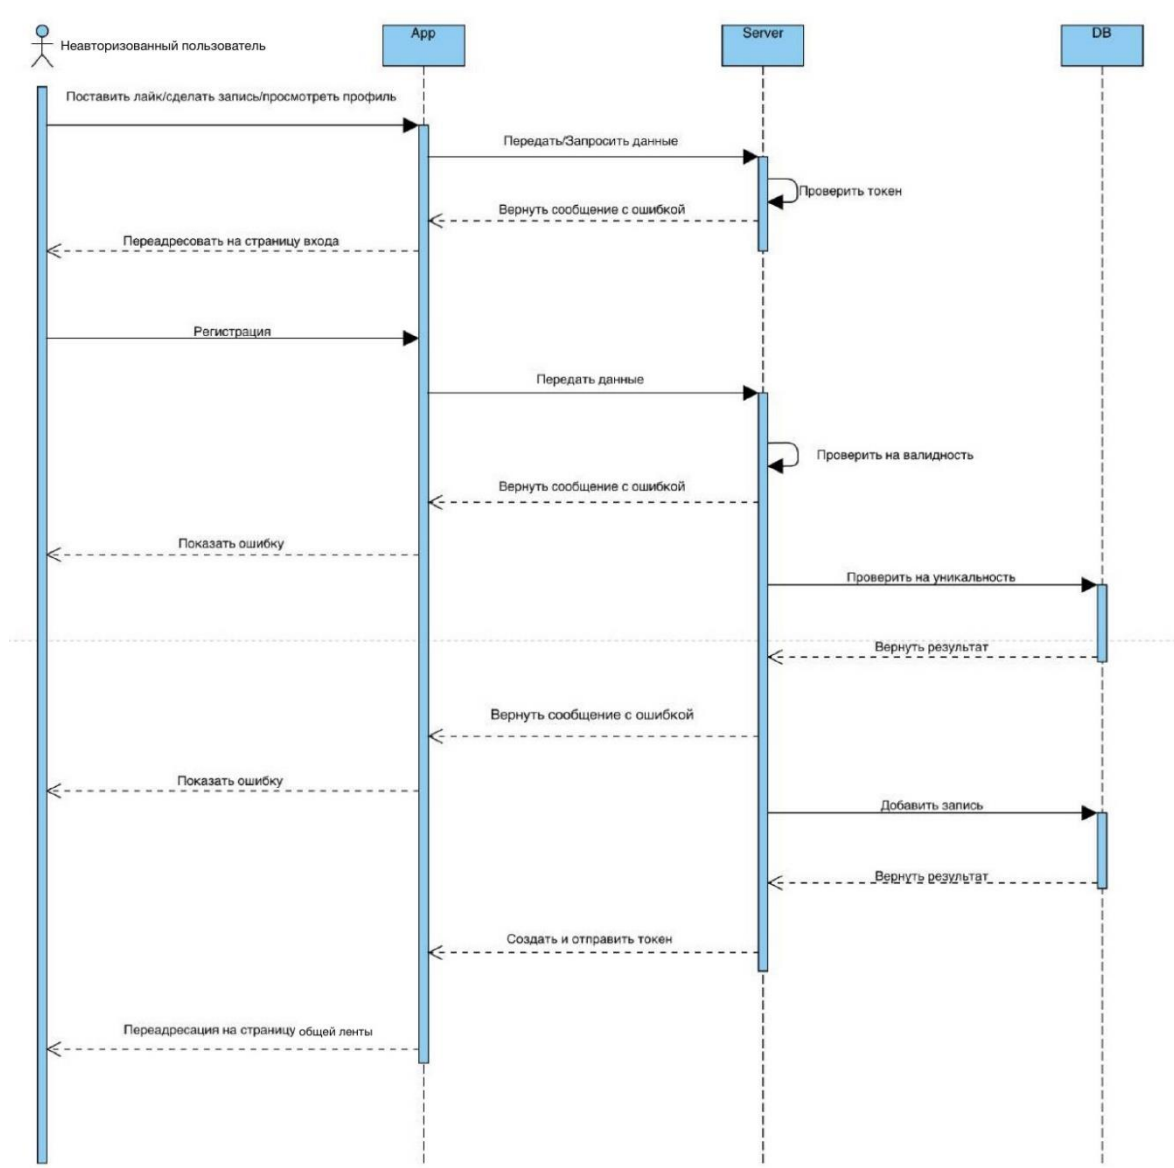 Неавторизованный пользователь
App
Server
DB
Поставить лайк/сделать запись/просмотреть профиль
Передать/Запросить данные
Проверить токен
Вернуть сообщение с ошибкой
Переадресовать на страницу входа
Регистрация
Передать данные
Проверить на валидность
Вернуть сообщение с ошибкой
Показать ошибку
Проверить на уникальность
Вернуть результат
Вернуть сообщение с ошибкой
Показать ошибку
Добавить запись
Вернуть результат
Создать и отправить токен
Переадресация на страницу общей ленты